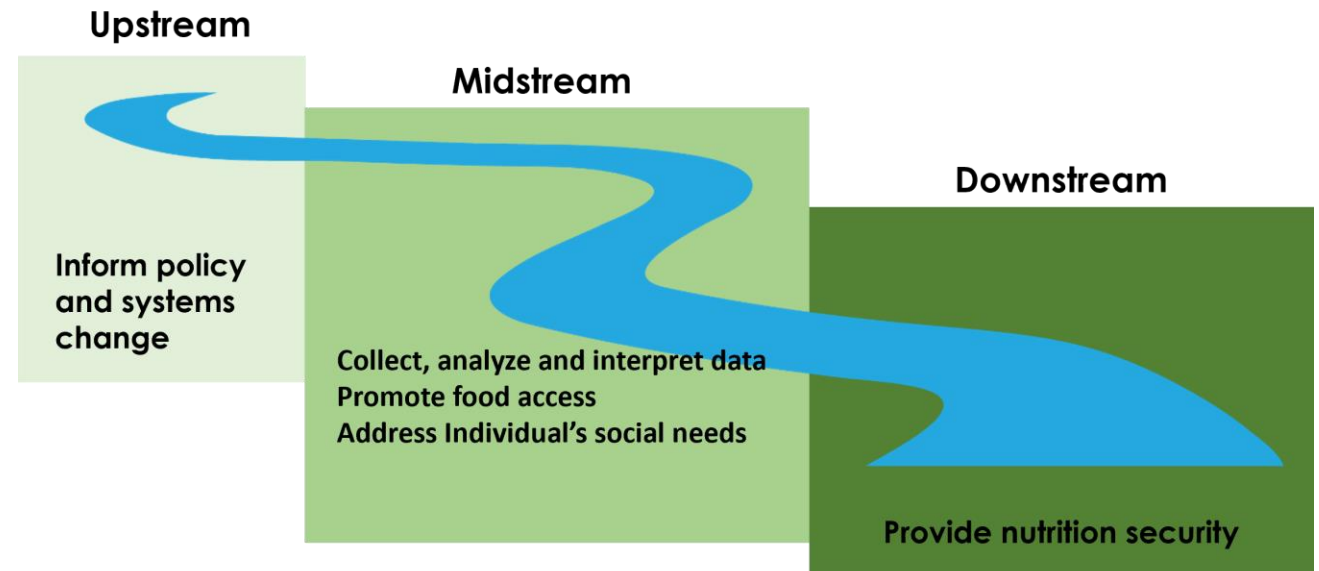 Upstream
Midstream
Downstream
Inform policy
and systems
change
Collect, analyze and interpret data
Promote food access
Address Individual’s social needs
Provide nutrition security